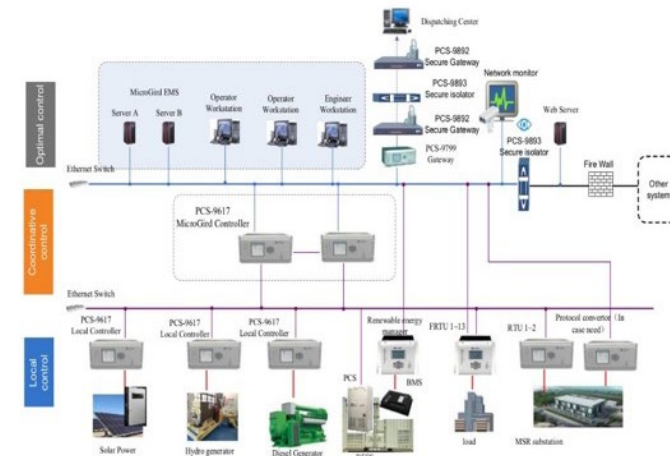 Dispatching Center
PCS-9892
Secure Gateway
PCS-9893
Secure isolator
PCS-9892
Secure Gateway
PCS-9799
Gateway
Network monitor
Web Server
PCS-9893
Secure isolator
Fire Wall
Other
system
Optimal control
MicroGird EMS
Server A
Server B
Operator
Workstation
Operator
Workstation
Engineer
Workstation
Ethernet Switch
Coordinative
control
PCS-9617
MicroGird Controller
Ethernet Switch
Local
control
PCS-9617
Local Controller
PCS-9617
Local Controller
PCS-9617
Local Controller
Renewable energy
manager
FRTU 1~13
RTU 1~2
Protocol convertor（In
case need）
PCS
BMS
Solar Power
Hydro generator
Diesel Generator
load
MSR substation